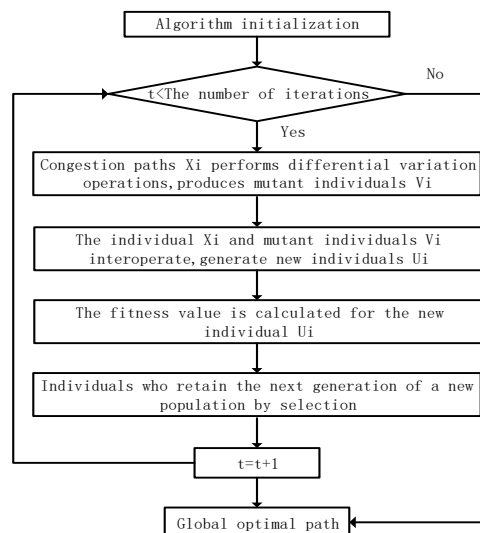 Algorithm initialization
t<The number of iterations
No
Yes
Congestion paths Xi performs differential variation
operations,produces mutant individuals Vi
The individual Xi and mutant individuals Vi
interoperate,generate new individuals Ui
The fitness value is calculated for the new
individual Ui
Individuals who retain the next generation of a new
population by selection
t=t+1
Global optimal path